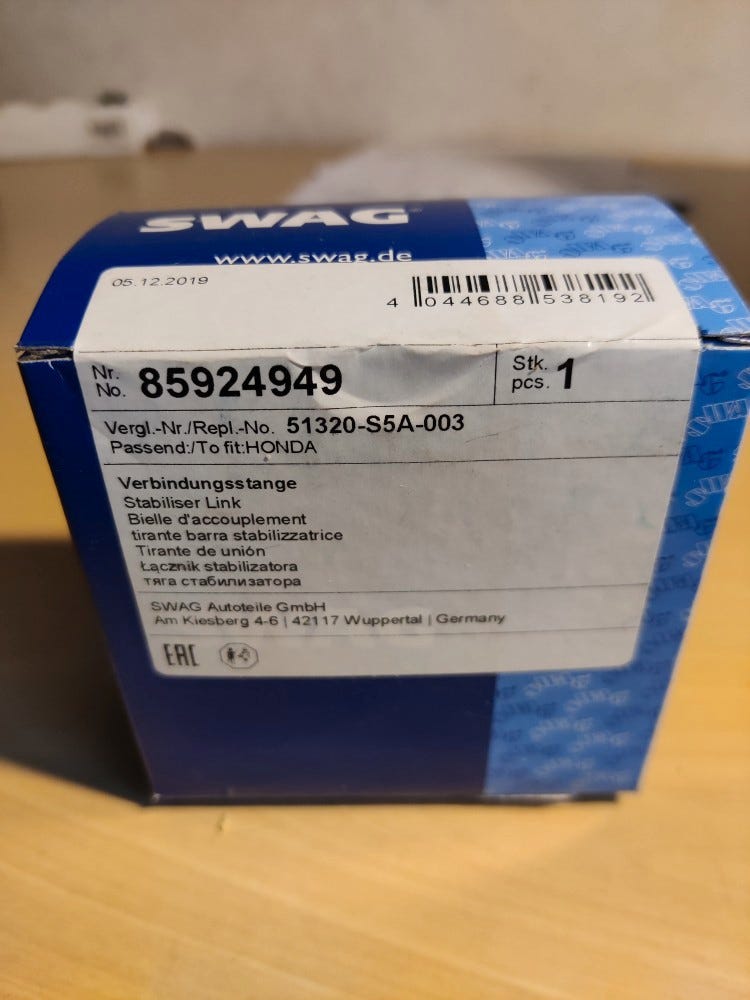 SWAG
www.swag.de
05.12.2019
4 044688 538192
Nr.
No. 85924949
Stk.
pcs. 1
Vergl.-Nr./Repl.-No. 51320-S5A-003
Passend:/To fit:HONDA
Verbindungsstange
Stabiliser Link
Bielle d'accouplement
tirante barra stabilizzatrice
Tirante de unión
Łącznik stabilizatora
тяга стабилизатора
SWAG Autoteile GmbH
Am Kiesberg 4-6 | 42117 Wuppertal | Germany
EAC